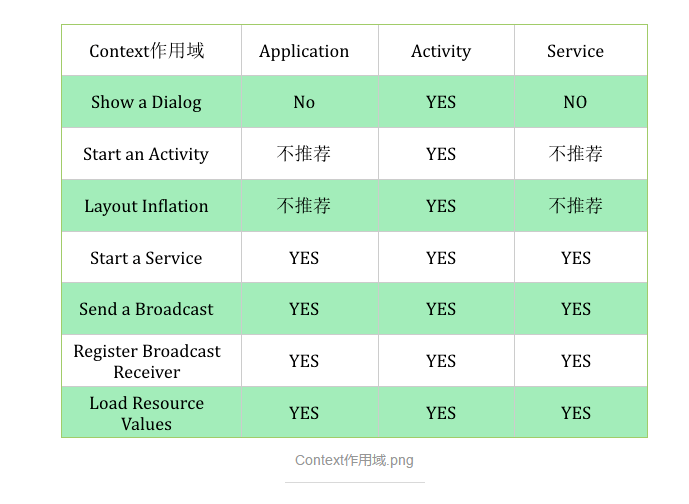 Context作用域 Application Activity Service
Show a Dialog No YES NO
Start an Activity 不推荐 YES 不推荐
Layout Inflation 不推荐 YES 不推荐
Start a Service YES YES YES
Send a Broadcast YES YES YES
Register Broadcast
Receiver YES YES YES
Load Resource
Values YES YES YES
Context作用域.png